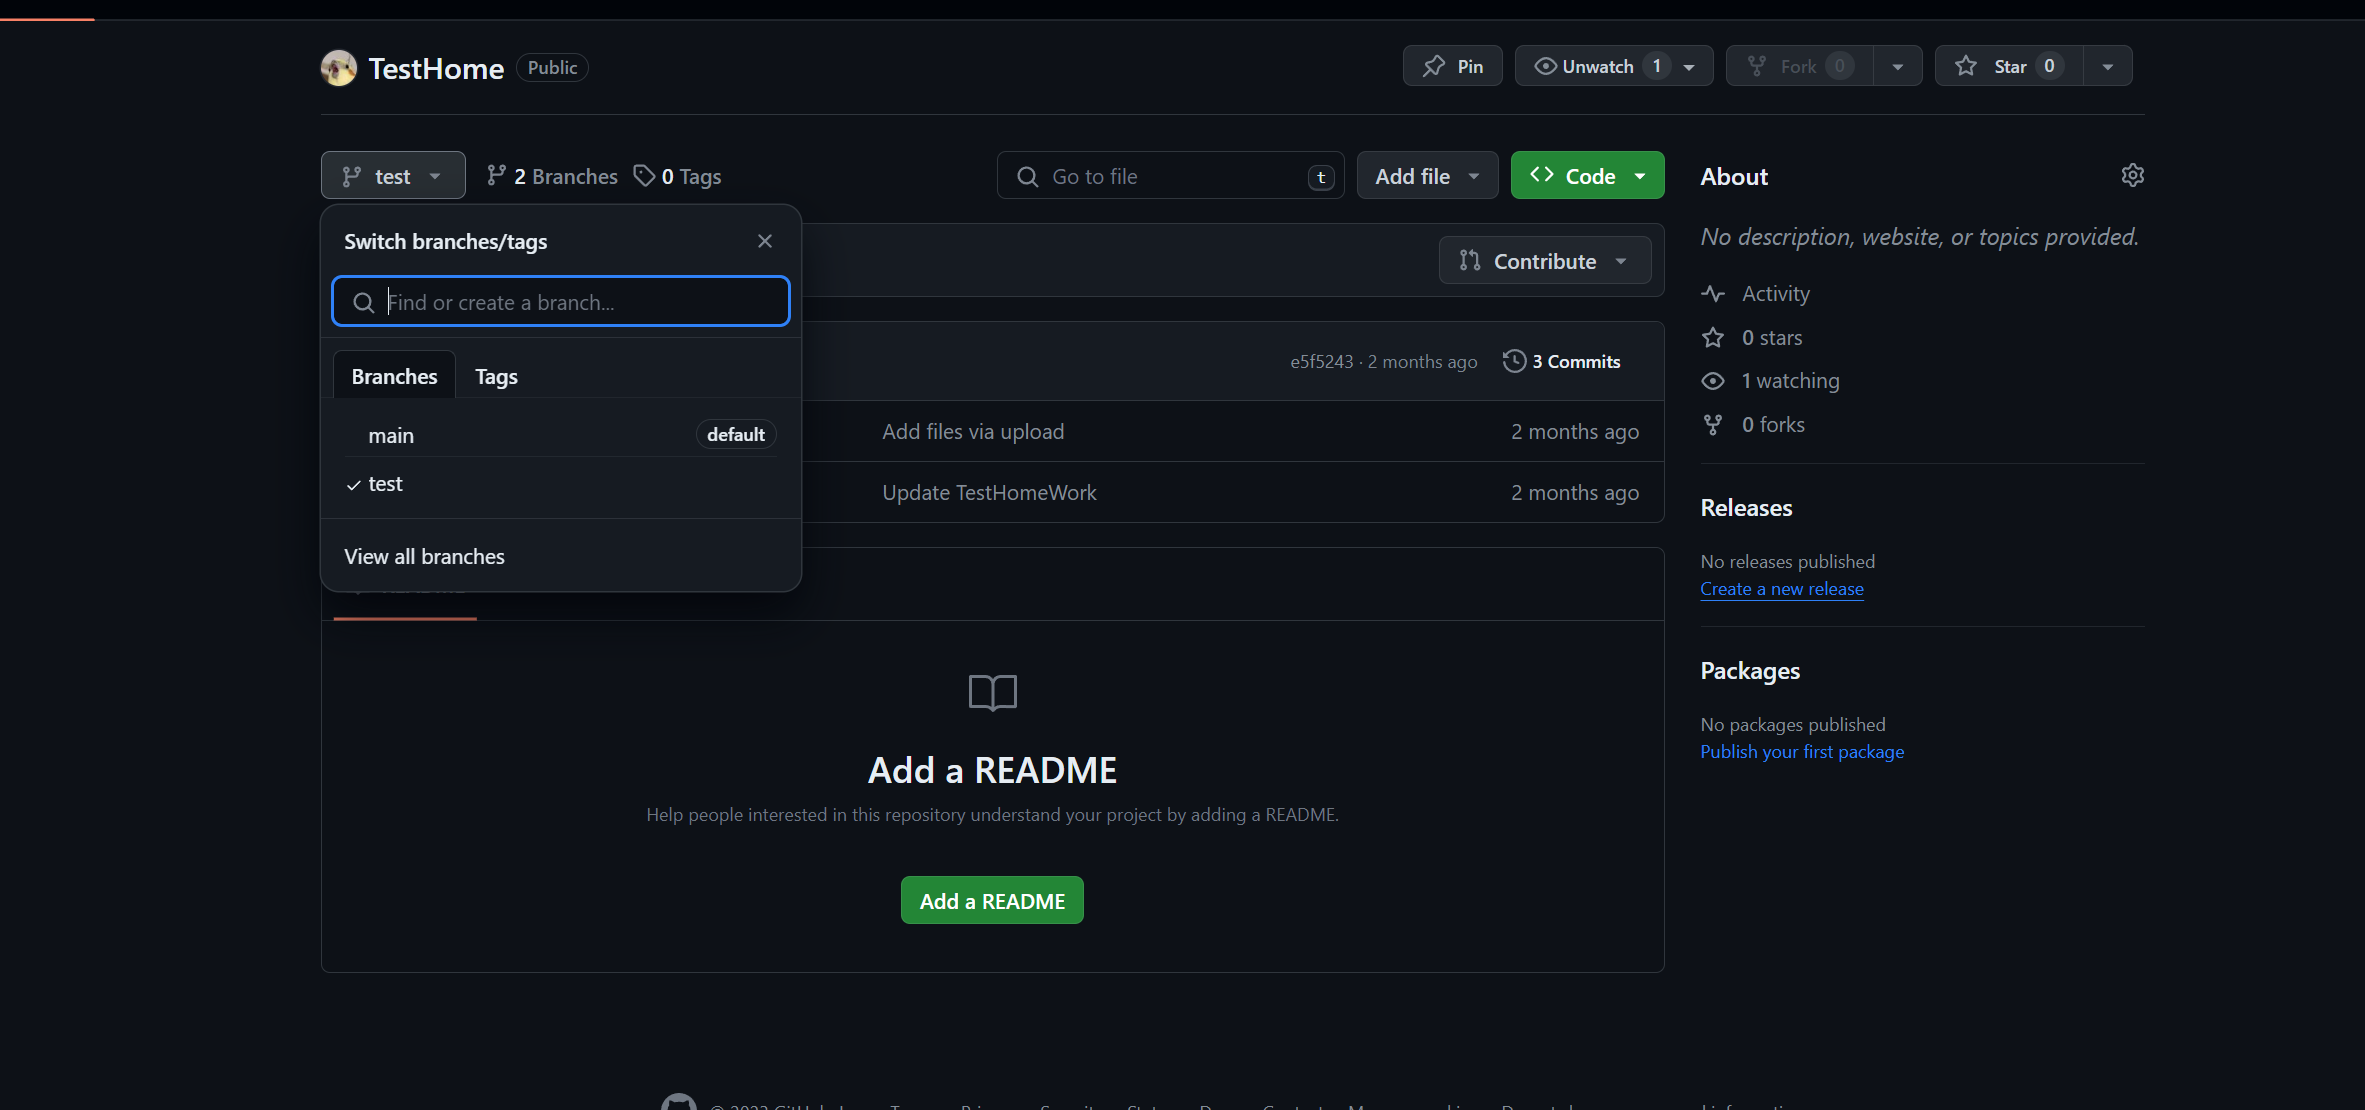 TestHome Public
Pin
Unwatch 1
Fork 0
Star 0
test
2 Branches
0 Tags
Go to file
t
Add file
Code
Switch branches/tags
Find or create a branch...
Branches
Tags
main
default
test
View all branches
Contribute
e5f5243 · 2 months ago
3 Commits
Add files via upload
2 months ago
Update TestHomeWork
2 months ago
Add a README
Help people interested in this repository understand your project by adding a README.
Add a README
About
No description, website, or topics provided.
Activity
0 stars
1 watching
0 forks
Releases
No releases published
Create a new release
Packages
No packages published
Publish your first package